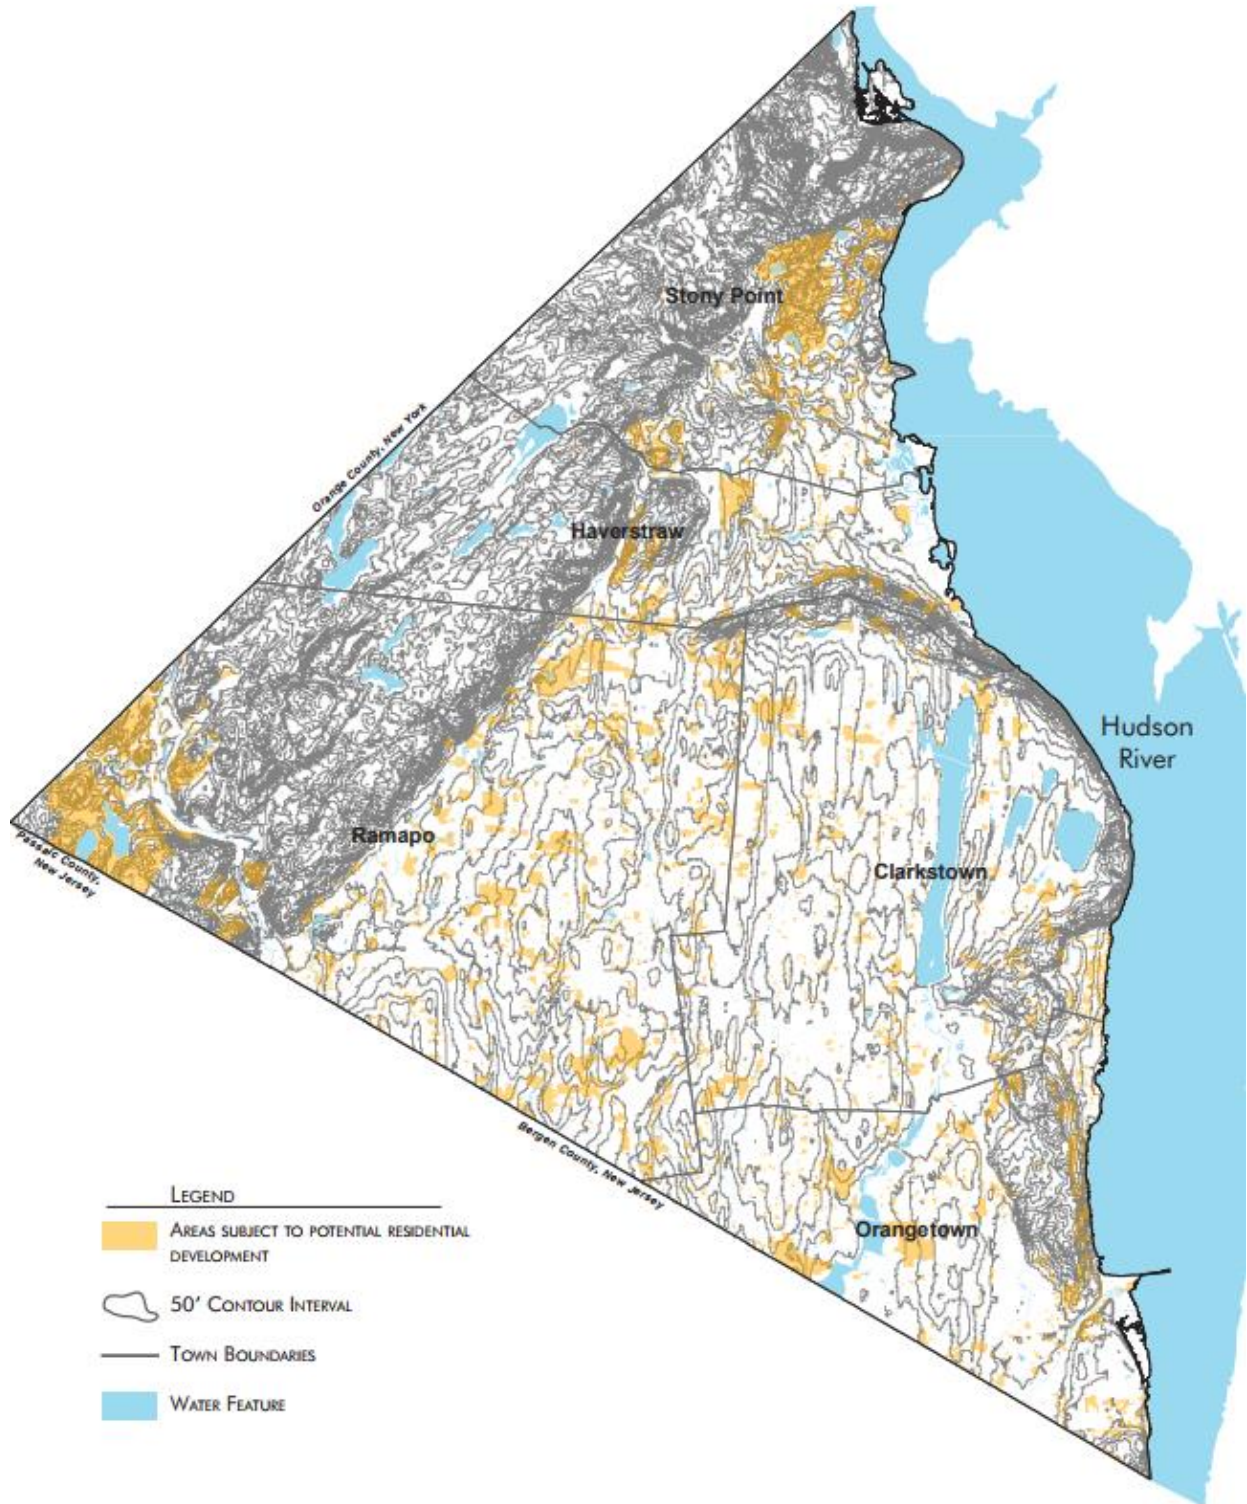 Stony Point
Orange County, New York
Haverstraw
Hudson
River
Ramapo
Passaic County,
New Jersey
Clarkstown
Bergen County, New Jersey
Orangetown
LEGEND
AREAS SUBJECT TO POTENTIAL RESIDENTIAL
DEVELOPMENT
50' CONTOUR INTERVAL
TOWN BOUNDARIES
WATER FEATURE